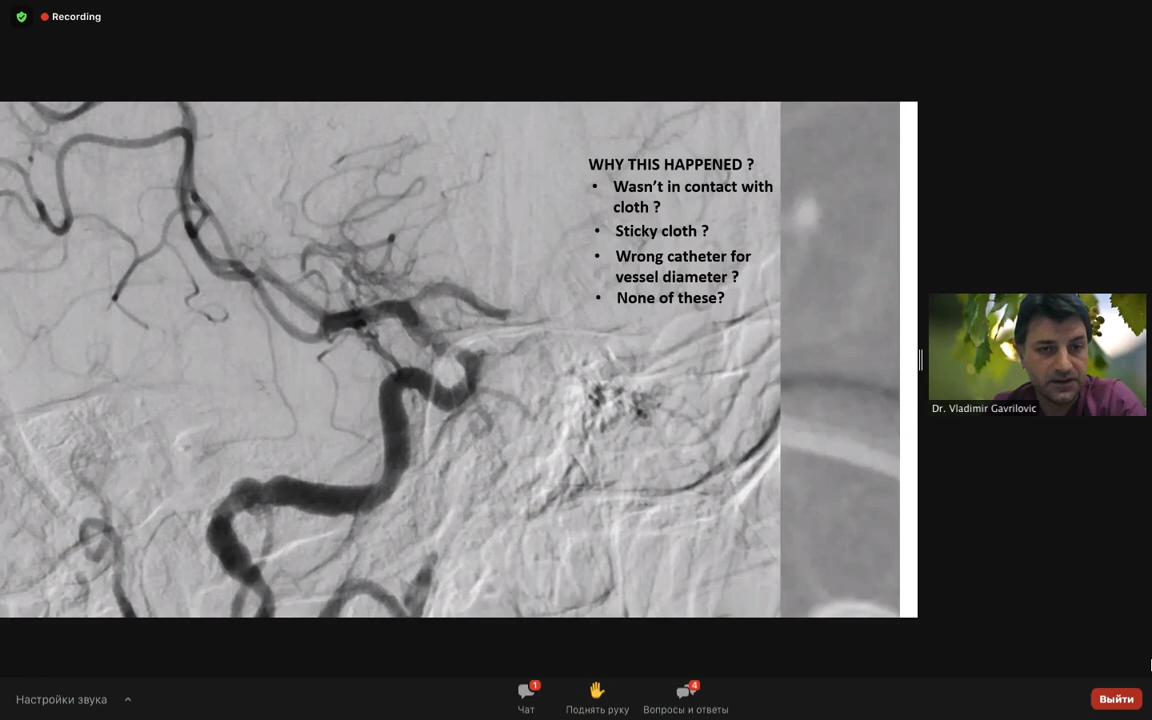 Recording
WHY THIS HAPPENED ?
• Wasn't in contact with
cloth ?
• Sticky cloth ?
• Wrong catheter for
vessel diameter ?
• None of these?
Dr. Vladimir Gavrilovic
Настройки звука
1
Чат
Поднять руку
4
Вопросы и ответы
Выйти